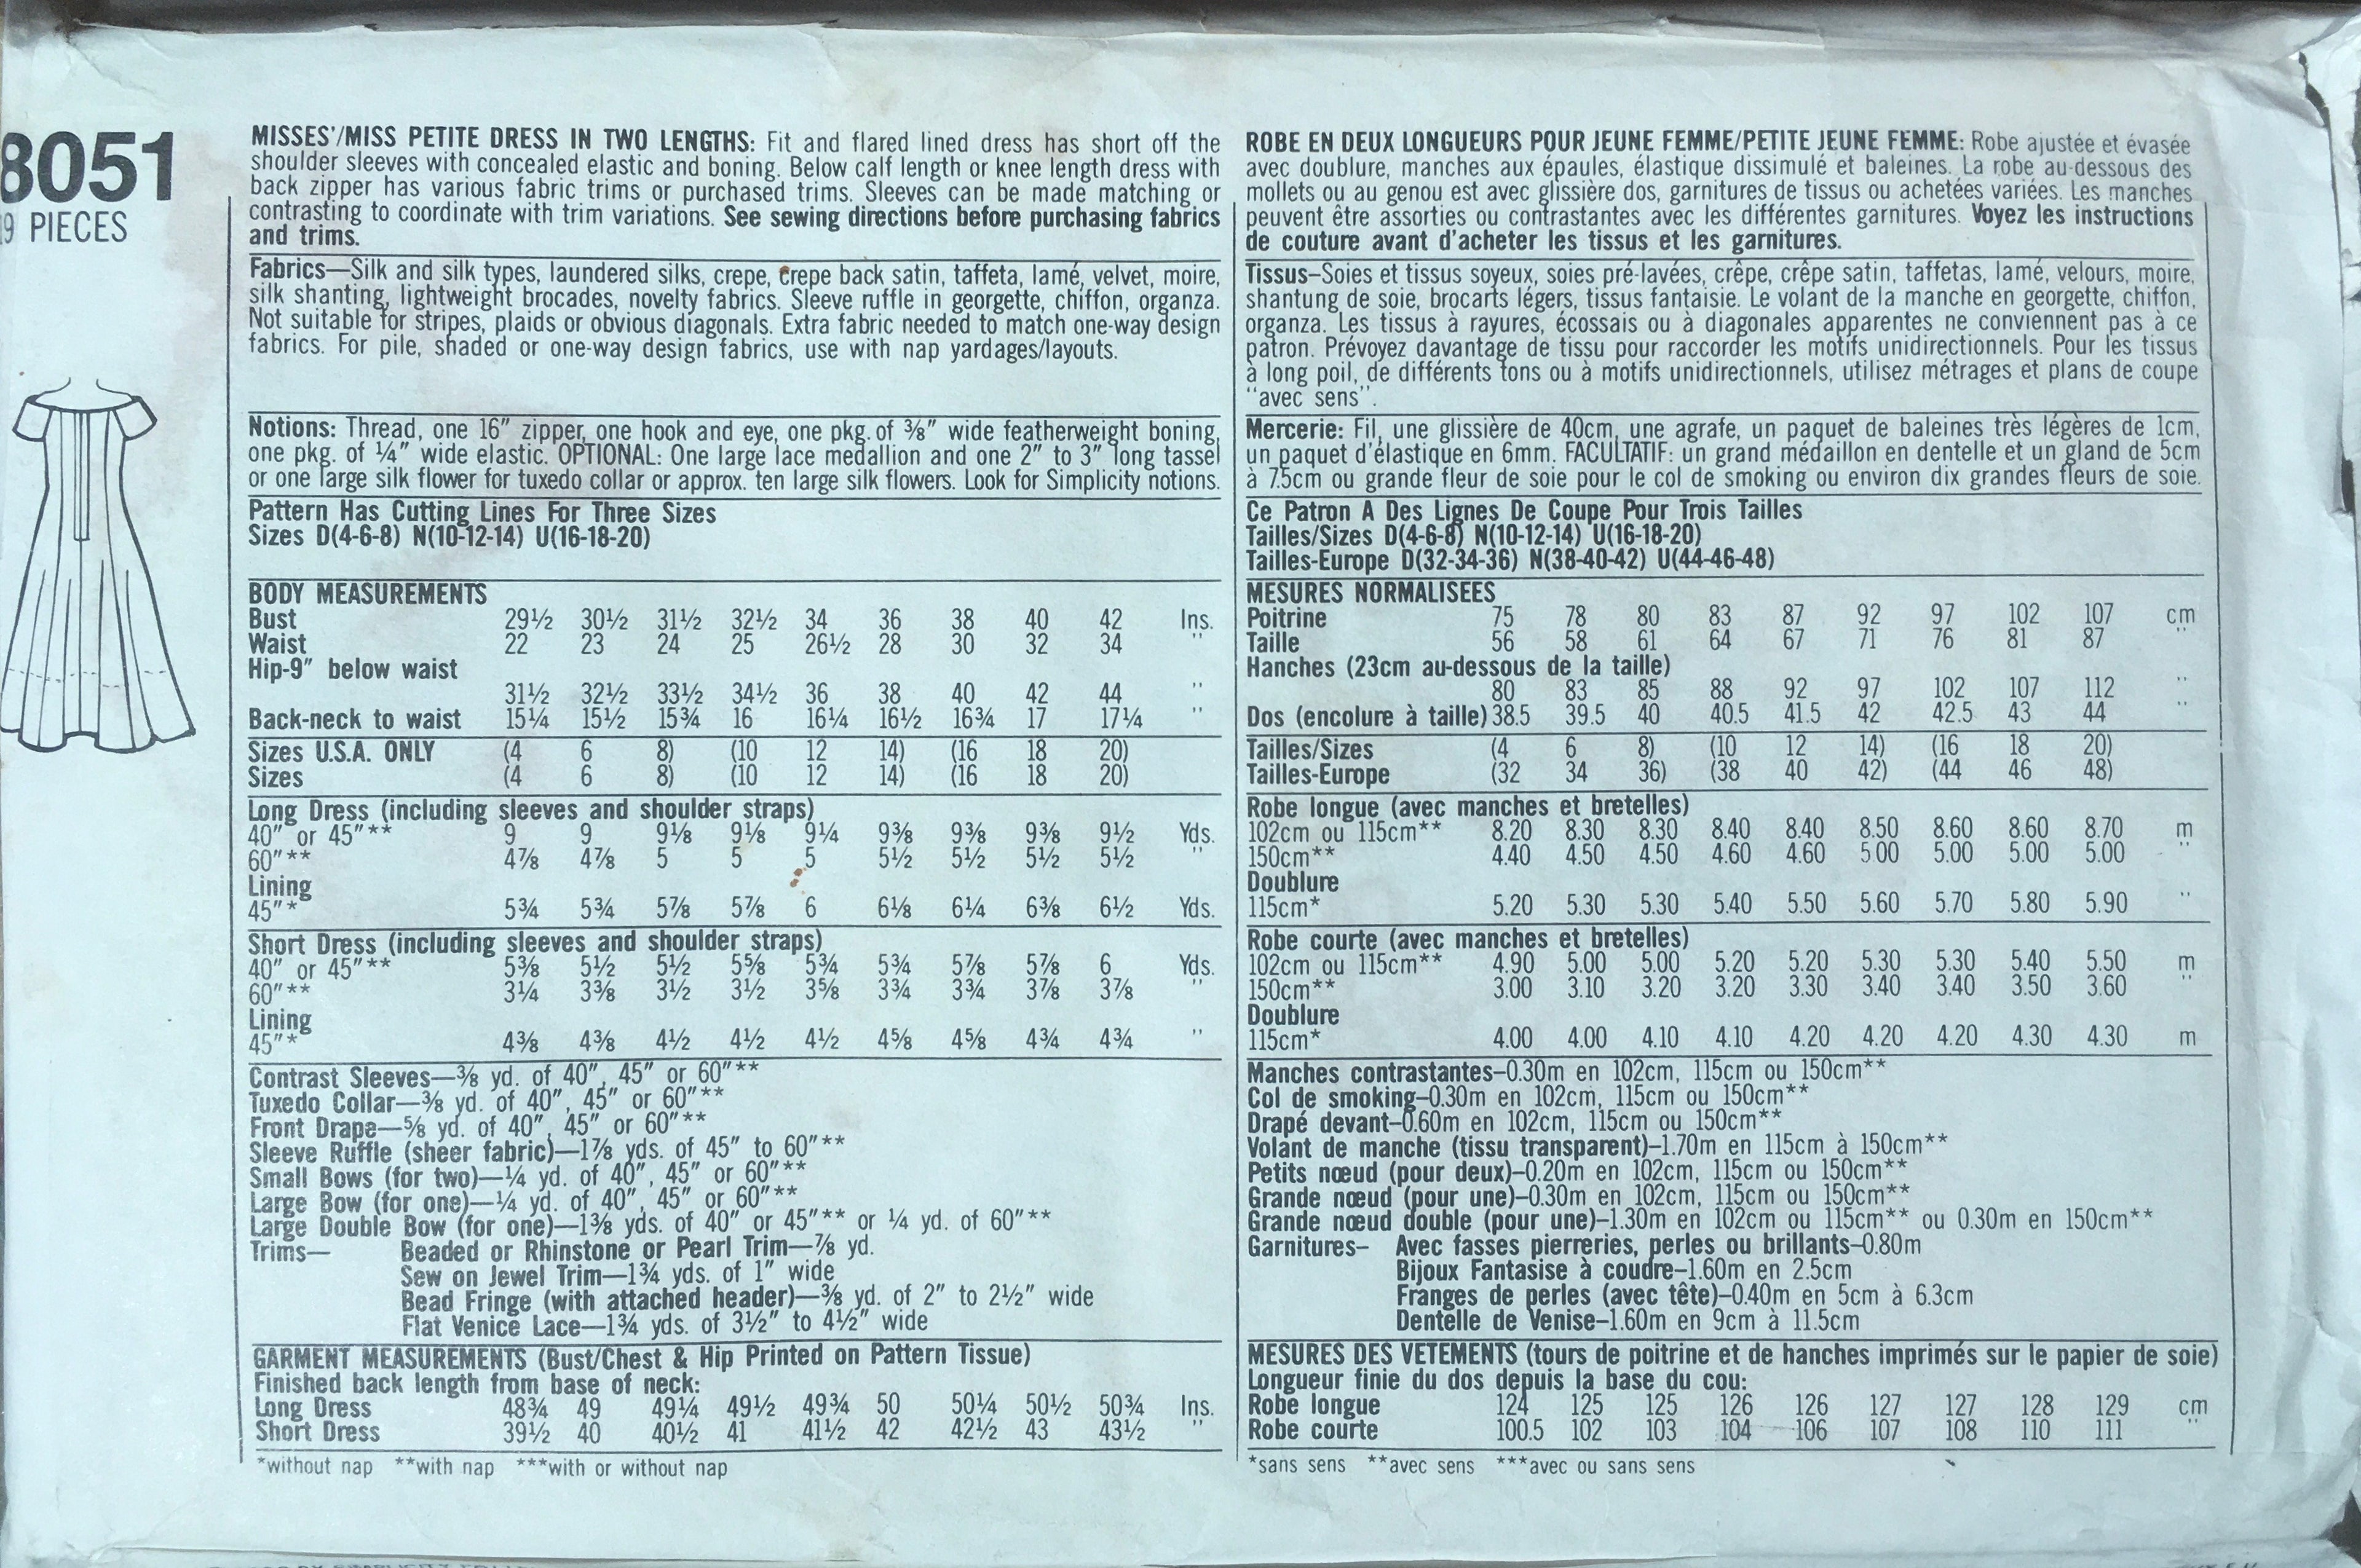 8051
9 PIECES
MISSES'/MISS PETITE DRESS IN TWO LENGTHS: Fit and flared lined dress has short off the
shoulder sleeves with concealed elastic and boning. Below calf length or knee length dress with
back zipper has various fabric trims or purchased trims. Sleeves can be made matching or
contrasting to coordinate with trim variations. See sewing directions before purchasing fabrics
and trims.
Fabrics—Silk and silk types, laundered silks, crepe, crepe back satin, taffeta, lamé, velvet, moire,
silk shanting, lightweight brocades, novelty fabrics. Sleeve ruffle in georgette, chiffon, organza.
Not suitable for stripes, plaids or obvious diagonals. Extra fabric needed to match one-way design
fabrics. For pile, shaded or one-way design fabrics, use with nap yardages/layouts.
Notions: Thread, one 16" zipper, one hook and eye, one pkg. of ⅜" wide featherweight boning,
one pkg. of ¼" wide elastic. OPTIONAL: One large lace medallion and one 2" to 3" long tassel
or one large silk flower for tuxedo collar or approx. ten large silk flowers. Look for Simplicity notions.
Pattern Has Cutting Lines For Three Sizes
Sizes D(4-6-8) N(10-12-14) U(16-18-20)
BODY MEASUREMENTS
Bust 29½ 30½ 31½ 32½ 34 36 38 40 42 Ins.
Waist 22 23 24 25 26½ 28 30 32 34 "
Hip-9" below waist
31½ 32½ 33½ 34½ 36 38 40 42 44 "
Back-neck to waist 15¼ 15½ 15¾ 16 16¼ 16½ 16¾ 17 17¼ "
Sizes U.S.A. ONLY (4 6 8) (10 12 14) (16 18 20)
Sizes (4 6 8) (10 12 14) (16 18 20)
Long Dress (including sleeves and shoulder straps)
40" or 45"** 9 9 9⅛ 9⅛ 9¼ 9⅜ 9⅜ 9⅜ 9½ Yds.
60"** 4⅞ 4⅞ 5 5 5 5½ 5½ 5½ 5½ "
Lining
45"* 5¾ 5¾ 5⅞ 5⅞ 6 6⅛ 6¼ 6⅜ 6½ Yds.
Short Dress (including sleeves and shoulder straps)
40" or 45"** 5⅜ 5½ 5½ 5⅝ 5¾ 5¾ 5⅞ 5⅞ 6 Yds.
60"** 3¼ 3⅜ 3½ 3½ 3⅝ 3¾ 3¾ 3⅞ 3⅞ "
Lining
45"* 4⅜ 4⅜ 4½ 4½ 4½ 4⅝ 4⅝ 4¾ 4¾ "
Contrast Sleeves—⅜ yd. of 40", 45" or 60"**
Tuxedo Collar—⅜ yd. of 40", 45" or 60"**
Front Drape—⅝ yd. of 40", 45" or 60"**
Sleeve Ruffle (sheer fabric)—1⅞ yds. of 45" to 60"**
Small Bows (for two)—¼ yd. of 40", 45" or 60"**
Large Bow (for one)—¼ yd. of 40", 45" or 60"**
Large Double Bow (for one)—1⅜ yds. of 40" or 45"** or ¼ yd. of 60"**
Trims— Beaded or Rhinstone or Pearl Trim—⅞ yd.
Sew on Jewel Trim—1¾ yds. of 1" wide
Bead Fringe (with attached header)—⅜ yd. of 2" to 2½" wide
Flat Venice Lace—1¾ yds. of 3½" to 4½" wide
GARMENT MEASUREMENTS (Bust/Chest & Hip Printed on Pattern Tissue)
Finished back length from base of neck:
Long Dress 48¾ 49 49¼ 49½ 49¾ 50 50¼ 50½ 50¾ Ins.
Short Dress 39½ 40 40½ 41 41½ 42 42½ 43 43½ "
*without nap **with nap ***with or without nap
ROBE EN DEUX LONGUEURS POUR JEUNE FEMME/PETITE JEUNE FEMME: Robe ajustée et évasée
avec doublure, manches aux épaules, élastique dissimulé et baleines. La robe au-dessous des
mollets ou au genou est avec glissière dos, garnitures de tissus ou achetées variées. Les manches
peuvent être assorties ou contrastantes avec les différentes garnitures. Voyez les instructions
de couture avant d'acheter les tissus et les garnitures.
Tissus–Soies et tissus soyeux, soies pré-lavées, crêpe, crêpe satin, taffetas, lamé, velours, moire,
shantung de soie, brocarts légers, tissus fantaisie. Le volant de la manche en georgette, chiffon,
organza. Les tissus à rayures, écossais ou à diagonales apparentes ne conviennent pas à ce
patron. Prévoyez davantage de tissu pour raccorder les motifs unidirectionnels. Pour les tissus
à long poil, de différents tons ou à motifs unidirectionnels, utilisez métrages et plans de coupe
"avec sens".
Mercerie: Fil, une glissière de 40cm, une agrafe, un paquet de baleines très légères de 1cm,
un paquet d'élastique en 6mm. FACULTATIF: un grand médaillon en dentelle et un gland de 5cm
à 7.5cm ou grande fleur de soie pour le col de smoking ou environ dix grandes fleurs de soie.
Ce Patron A Des Lignes De Coupe Pour Trois Tailles
Tailles/Sizes D(4-6-8) N(10-12-14) U(16-18-20)
Tailles-Europe D(32-34-36) N(38-40-42) U(44-46-48)
MESURES NORMALISEES
Poitrine 75 78 80 83 87 92 97 102 107 cm
Taille 56 58 61 64 67 71 76 81 87 "
Hanches (23cm au-dessous de la taille)
80 83 85 88 92 97 102 107 112 "
Dos (encolure à taille) 38.5 39.5 40 40.5 41.5 42 42.5 43 44 "
Tailles/Sizes (4 6 8) (10 12 14) (16 18 20)
Tailles-Europe (32 34 36) (38 40 42) (44 46 48)
Robe longue (avec manches et bretelles)
102cm ou 115cm** 8.20 8.30 8.30 8.40 8.40 8.50 8.60 8.60 8.70 m
150cm** 4.40 4.50 4.50 4.60 4.60 5.00 5.00 5.00 5.00 "
Doublure
115cm* 5.20 5.30 5.30 5.40 5.50 5.60 5.70 5.80 5.90 "
Robe courte (avec manches et bretelles)
102cm ou 115cm** 4.90 5.00 5.00 5.20 5.20 5.30 5.30 5.40 5.50 m
150cm** 3.00 3.10 3.20 3.20 3.30 3.40 3.40 3.50 3.60 "
Doublure
115cm* 4.00 4.00 4.10 4.10 4.20 4.20 4.20 4.30 4.30 m
Manches contrastantes–0.30m en 102cm, 115cm ou 150cm**
Col de smoking–0.30m en 102cm, 115cm ou 150cm**
Drapé devant–0.60m en 102cm, 115cm ou 150cm**
Volant de manche (tissu transparent)–1.70m en 115cm à 150cm**
Petits nœud (pour deux)–0.20m en 102cm, 115cm ou 150cm**
Grande nœud (pour une)–0.30m en 102cm, 115cm ou 150cm**
Grande nœud double (pour une)–1.30m en 102cm ou 115cm** ou 0.30m en 150cm**
Garnitures– Avec fasses pierreries, perles ou brillants–0.80m
Bijoux Fantasise à coudre–1.60m en 2.5cm
Franges de perles (avec tête)–0.40m en 5cm à 6.3cm
Dentelle de Venise–1.60m en 9cm à 11.5cm
MESURES DES VETEMENTS (tours de poitrine et de hanches imprimés sur le papier de soie)
Longueur finie du dos depuis la base du cou:
Robe longue 124 125 125 126 126 127 127 128 129 cm
Robe courte 100.5 102 103 104 106 107 108 110 111 "
*sans sens **avec sens ***avec ou sans sens